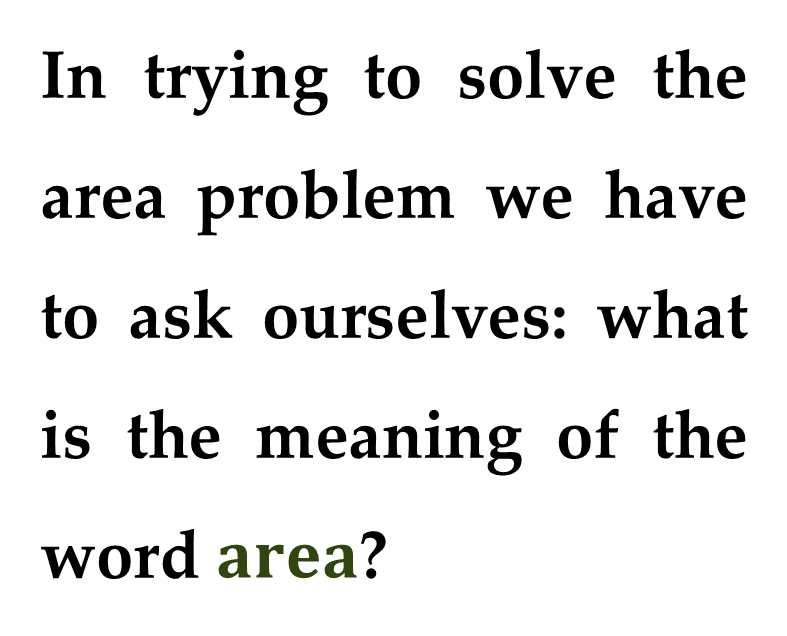 In trying to solve the
area problem we have
to ask ourselves: what
is the meaning of the
word area?